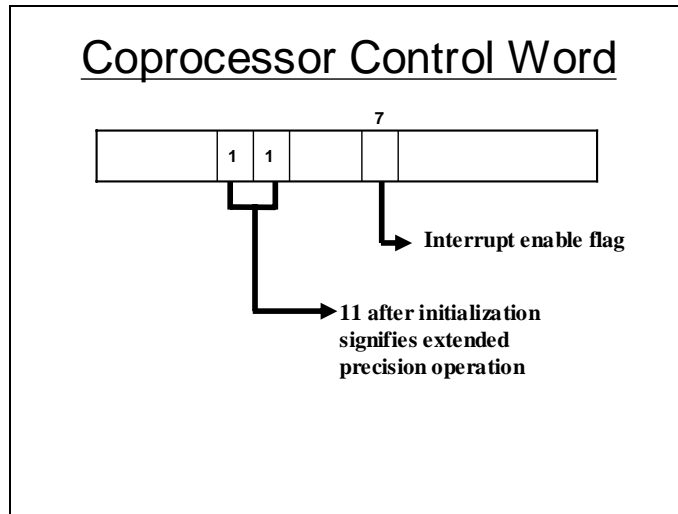 Coprocessor Control Word
7
1 1
Interrupt enable flag
11 after initialization
signifies extended
precision operation